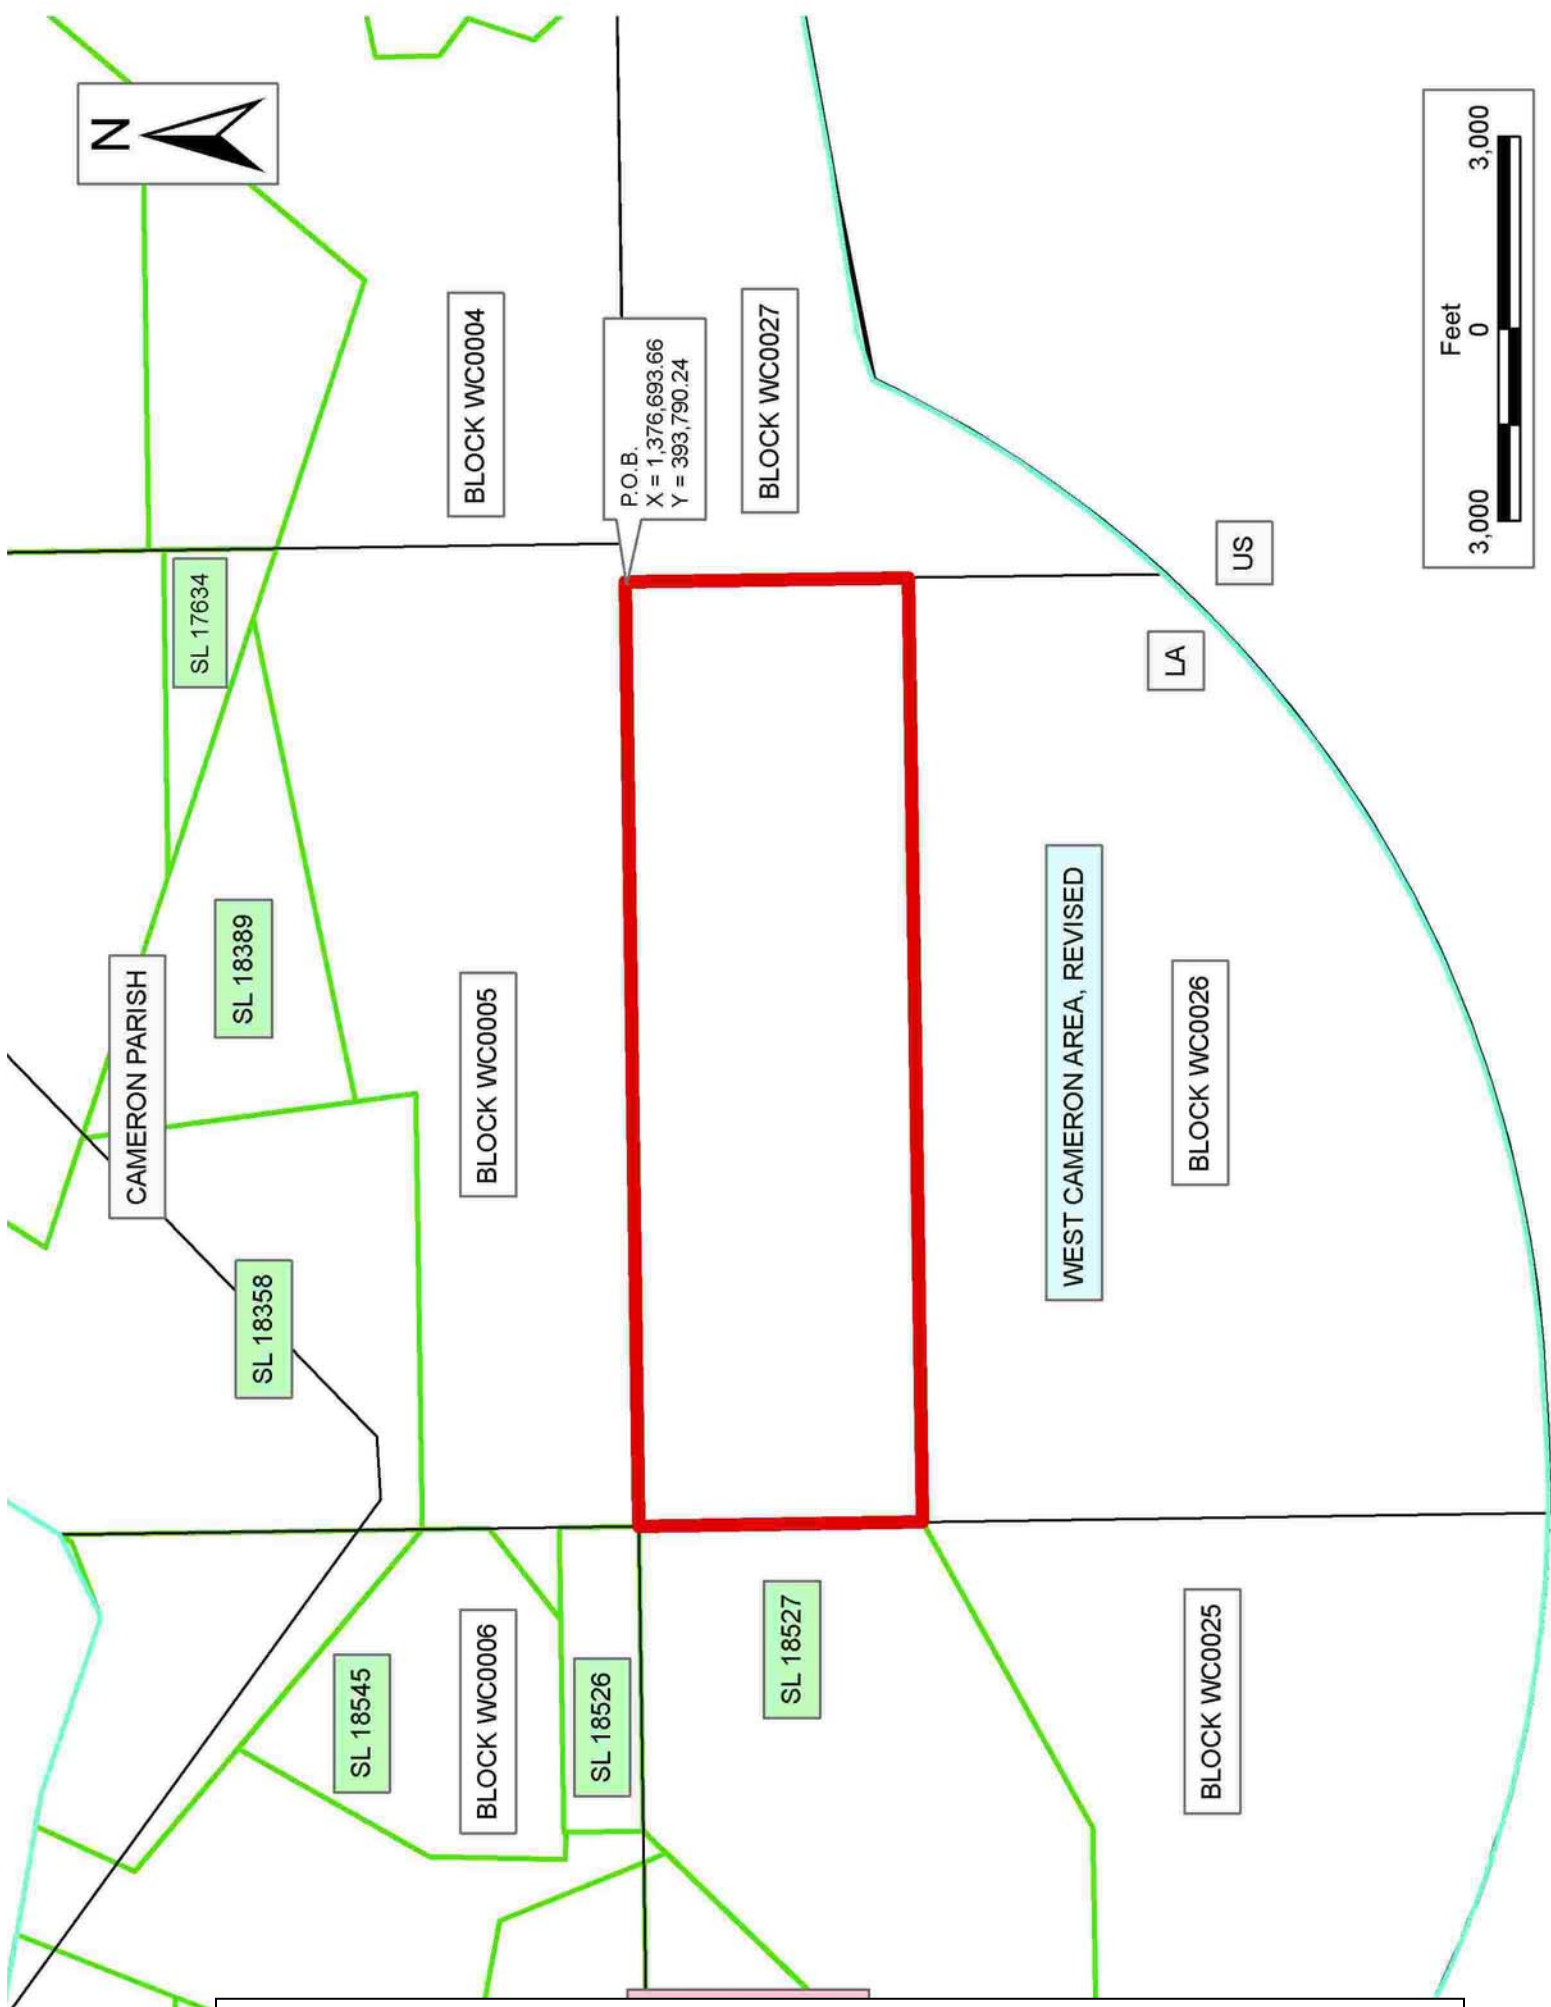 N
CAMERON PARISH
SL 17634
SL 18389
SL 18358
SL 18545
BLOCK WC0004
BLOCK WC0005
BLOCK WC0006
SL 18526
P.O.B.
X = 1,376,693.66
Y = 393,790.24
BLOCK WC0027
SL 18527
WEST CAMERON AREA, REVISED
BLOCK WC0026
BLOCK WC0025
LA
US
Feet
3,000 0 3,000